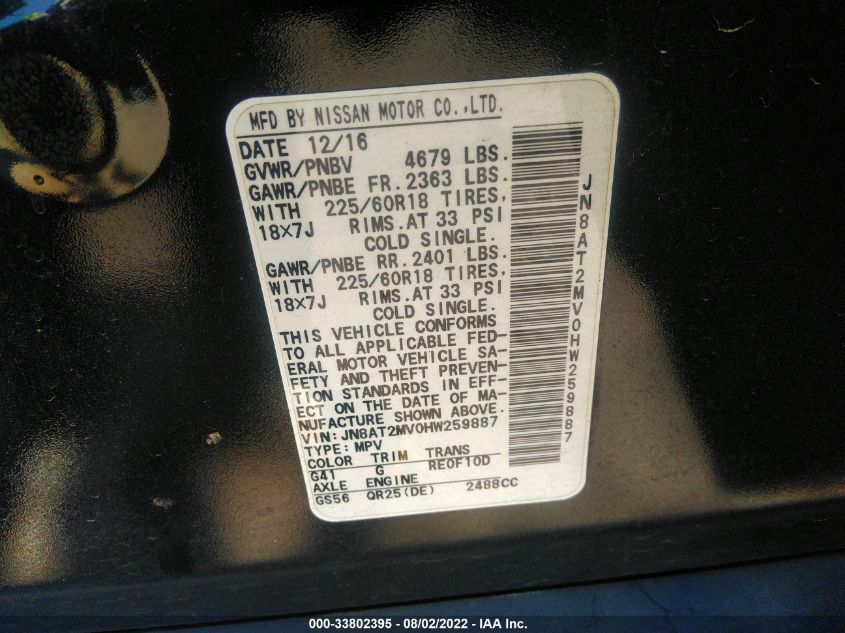 MFD BY NISSAN MOTOR CO.,LTD.
DATE 12/16
GVWR/PNBV 4679 LBS.
GAWR/PNBE FR.2363 LBS.
WITH 225/60R18 TIRES,
18X7J RIMS.AT 33 PSI
COLD SINGLE.
GAWR/PNBE RR.2401 LBS.
WITH 225/60R18 TIRES,
18X7J RIMS.AT 33 PSI
COLD SINGLE.
THIS VEHICLE CONFORMS
TO ALL APPLICABLE FED-
ERAL MOTOR VEHICLE SA-
FETY AND THEFT PREVEN-
TION STANDARDS IN EFF-
ECT ON THE DATE OF MA-
NUFACTURE SHOWN ABOVE.
VIN: JN8AT2MV0HW259887
TYPE: MPV
COLOR TRIM TRANS
G41 G RE0F10D
AXLE ENGINE
GS56 QR25(DE) 2488CC
JN8AT2MV0HW259887
000-33802395 - 08/02/2022 - IAA Inc.